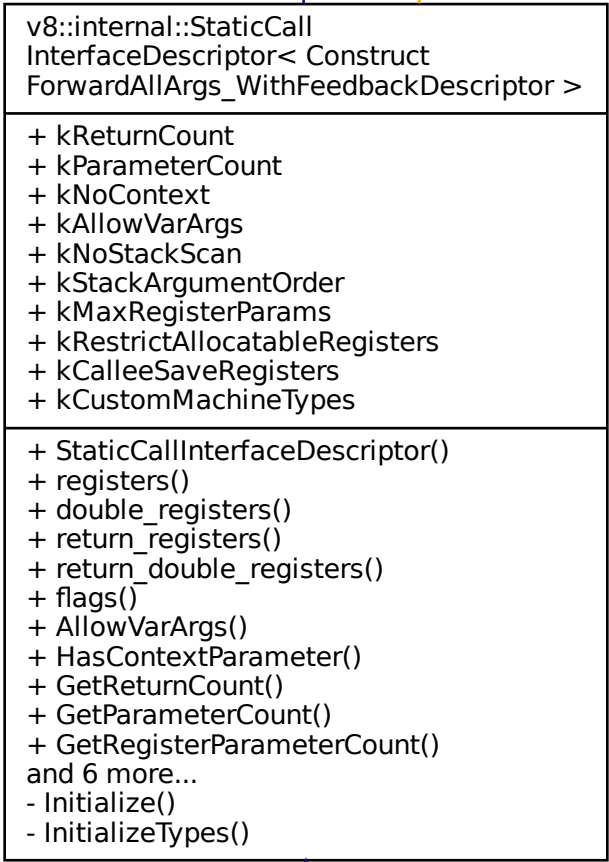 v8::internal::StaticCall
InterfaceDescriptor< Construct
ForwardAllArgs_WithFeedbackDescriptor >
+ kReturnCount
+ kParameterCount
+ kNoContext
+ kAllowVarArgs
+ kNoStackScan
+ kStackArgumentOrder
+ kMaxRegisterParams
+ kRestrictAllocatableRegisters
+ kCalleeSaveRegisters
+ kCustomMachineTypes
+ StaticCallInterfaceDescriptor()
+ registers()
+ double_registers()
+ return_registers()
+ return_double_registers()
+ flags()
+ AllowVarArgs()
+ HasContextParameter()
+ GetReturnCount()
+ GetParameterCount()
+ GetRegisterParameterCount()
and 6 more...
- Initialize()
- InitializeTypes()